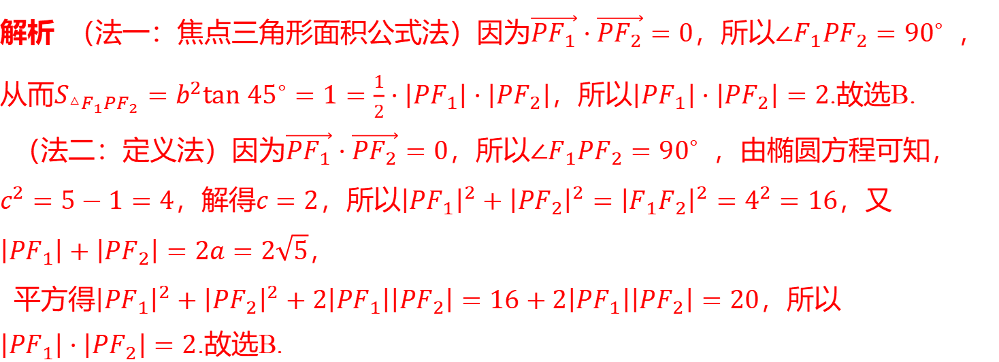 解析 （法一：焦点三角形面积公式法）因为$\overrightarrow{PF_1}\cdot\overrightarrow{PF_2}=0$，所以$\angle F_1PF_2=90^\circ$，
从而$S_{\triangle F_1PF_2}=b^2\tan 45^\circ=1=\frac{1}{2}\cdot|PF_1|\cdot|PF_2|$，所以$|PF_1|\cdot|PF_2|=2$.故选B.
（法二：定义法）因为$\overrightarrow{PF_1}\cdot\overrightarrow{PF_2}=0$，所以$\angle F_1PF_2=90^\circ$，由椭圆方程可知，
$c^2=5-1=4$，解得$c=2$，所以$|PF_1|^2+|PF_2|^2=|F_1F_2|^2=4^2=16$，又
$|PF_1|+|PF_2|=2a=2\sqrt{5}$，
平方得$|PF_1|^2+|PF_2|^2+2|PF_1||PF_2|=16+2|PF_1||PF_2|=20$，所以
$|PF_1|\cdot|PF_2|=2$.故选B.